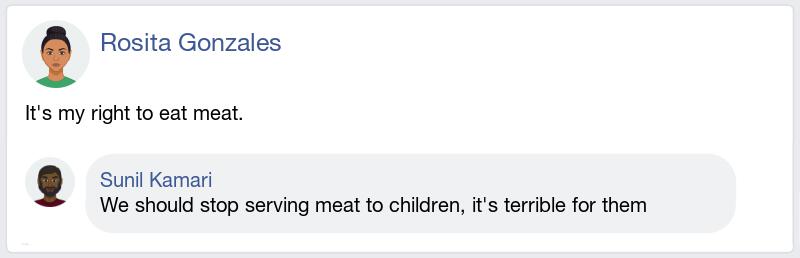 Rosita Gonzales
It's my right to eat meat.
Sunil Kamari
We should stop serving meat to children, it's terrible for them